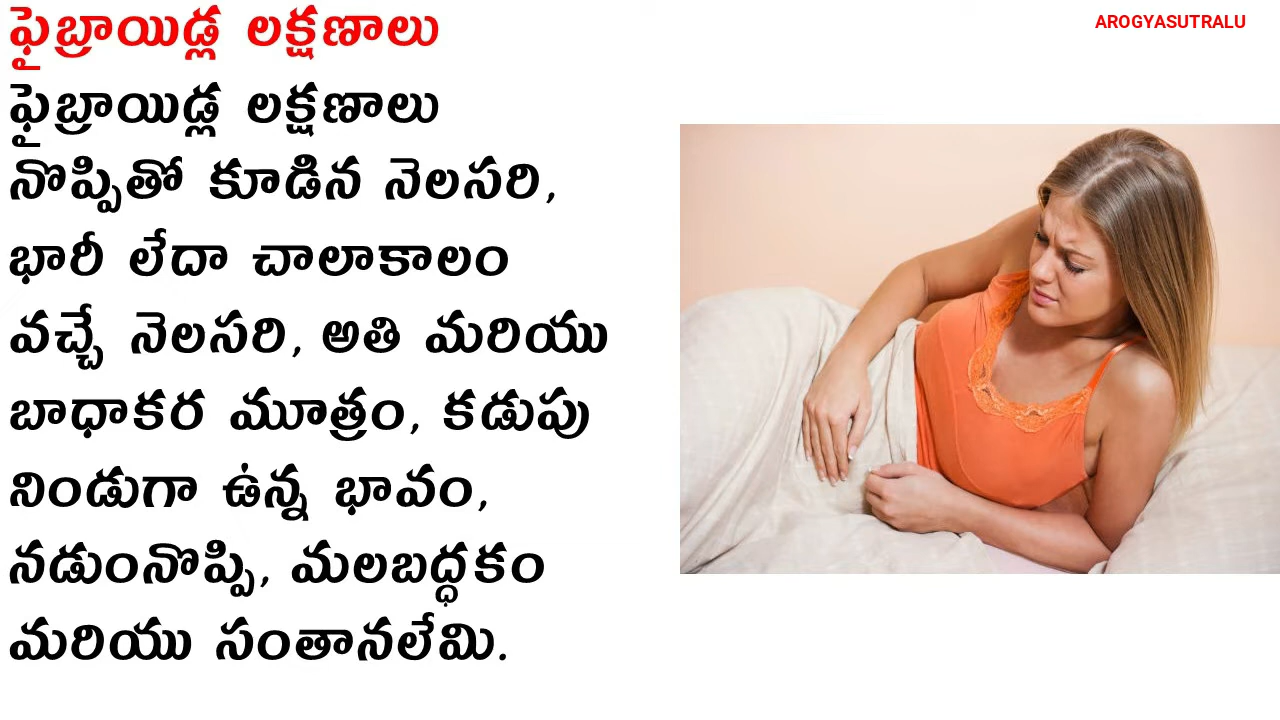 ఫైబ్రాయిడ్ల లక్షణాలు
AROGYASUTRALU
ఫైబ్రాయిడ్ల లక్షణాలు
నొప్పితో కూడిన నెలసరి,
భారీ లేదా చాలాకాలం
వచ్చే నెలసరి, అతి మరియు
బాధాకర మూత్రం, కడుపు
నిండుగా ఉన్న భావం,
నడుంనొప్పి, మలబద్ధకం
మరియు సంతానలేమి.